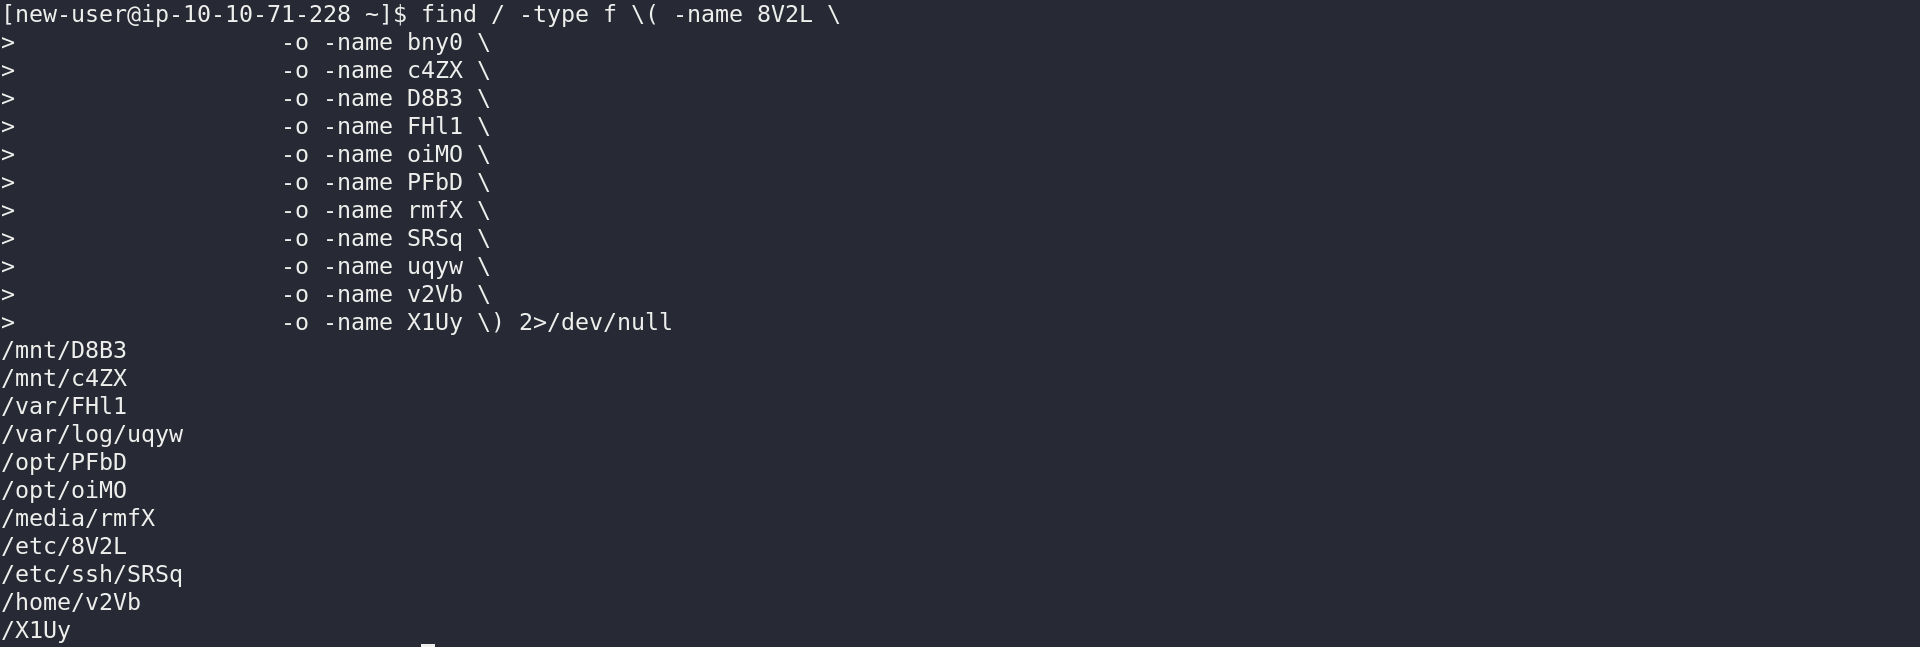 [new-user@ip-10-10-71-228 ~]$ find / -type f \( -name 8V2L \
>                   -o -name bny0 \
>                   -o -name c4ZX \
>                   -o -name D8B3 \
>                   -o -name FHl1 \
>                   -o -name oiMO \
>                   -o -name PFbD \
>                   -o -name rmfX \
>                   -o -name SRSq \
>                   -o -name uqyw \
>                   -o -name v2Vb \
>                   -o -name X1Uy \) 2>/dev/null
/mnt/D8B3
/mnt/c4ZX
/var/FHl1
/var/log/uqyw
/opt/PFbD
/opt/oiMO
/media/rmfX
/etc/8V2L
/etc/ssh/SRSq
/home/v2Vb
/X1Uy